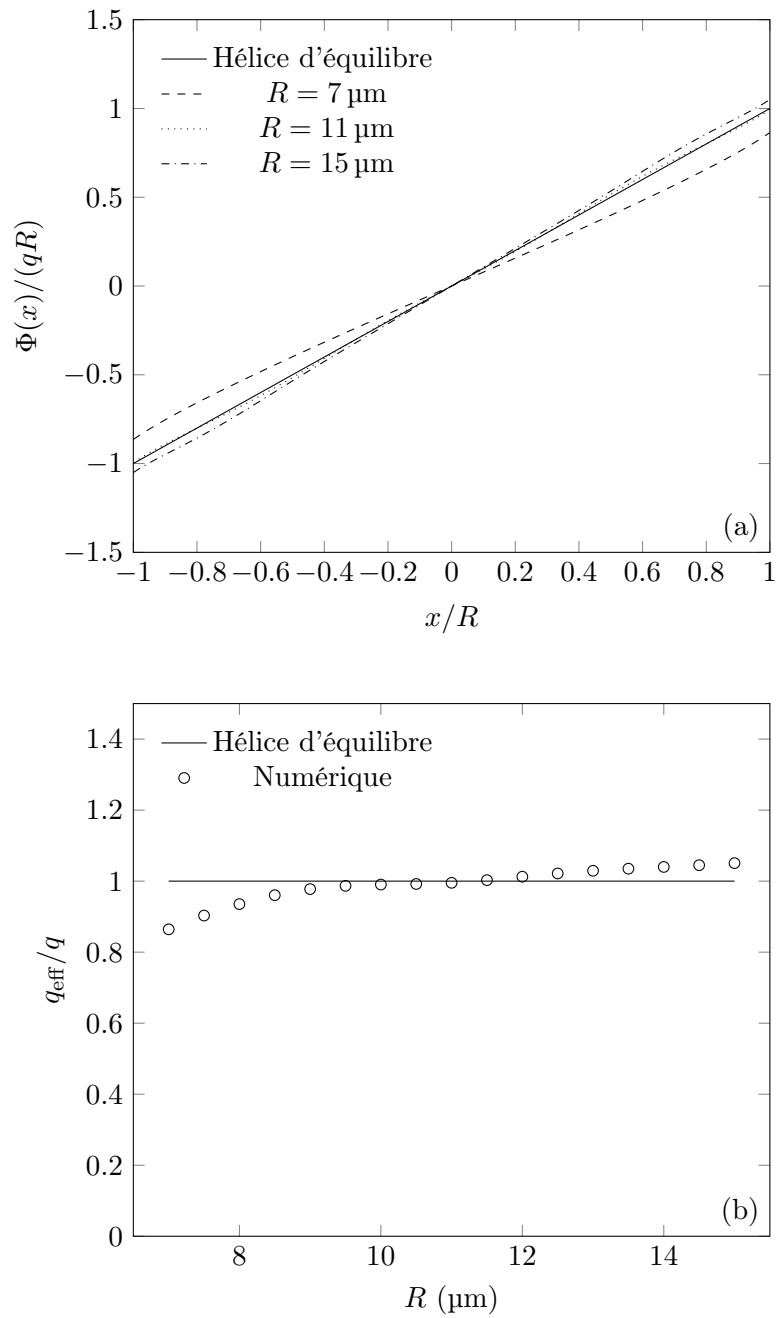 1.5
Hélice d'équilibre
R = 7 µm
R = 11 µm
R = 15 µm
1
0.5
0
−0.5
−1
−1.5
Φ(x)/(qR)
(a)
−1 −0.8 −0.6 −0.4 −0.2 0 0.2 0.4 0.6 0.8 1
x/R
1.4
Hélice d'équilibre
Numérique
1.2
1
0.8
0.6
0.4
0.2
0
q_eff/q
(b)
8 10 12 14
R (µm)